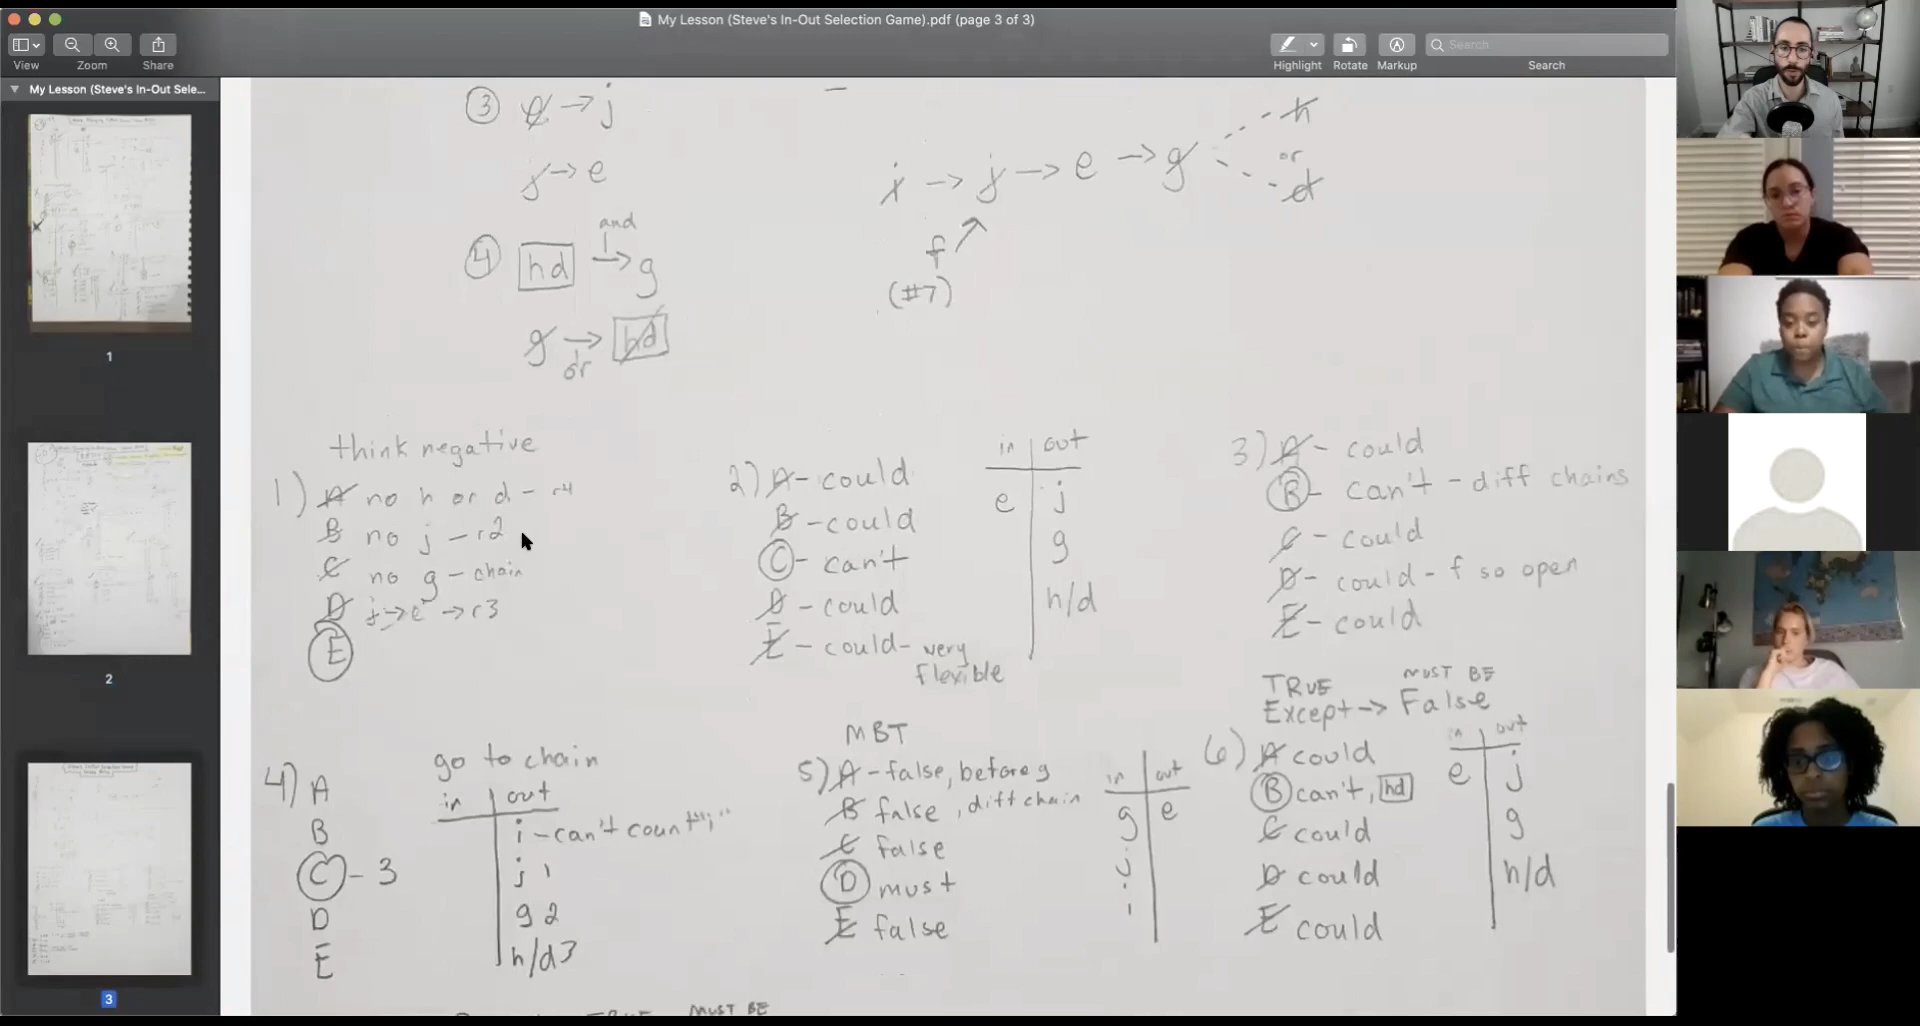 My Lesson (Steve's In-Out Selection Game).pdf (page 3 of 3)
View
Zoom
Share
Highlight
Rotate
Markup
Search
Search
My Lesson (Steve's In-Out Sele...
1
2
3
③ e → j
j → e
④ hd → g
and
g → hd
or
i → j → e → g
h
or
d
f
(#7)
think negative
1) A no h or d - r4
B no j - r2
C no g - chain
D j → e → r3
E
2) A - could
B - could
C - can't
D - could
E - could - very
flexible
in | out
e | j
g
h/d
3) A - could
B - can't - diff chains
C - could
D - could - f so open
E - could
4) A
B
C - 3
D
E
go to chain
in | out
i - can't count "i"
j 1
g 2
h/d 3
MBT
5) A - false, before g
B false, diff chain
C false
D must
E false
in | out
g | e
j
i
TRUE MUST BE
Except → False
6) A could
B can't, hd
C could
D could
E could
in | out
e | j
g
h/d
TRUE MUST BE